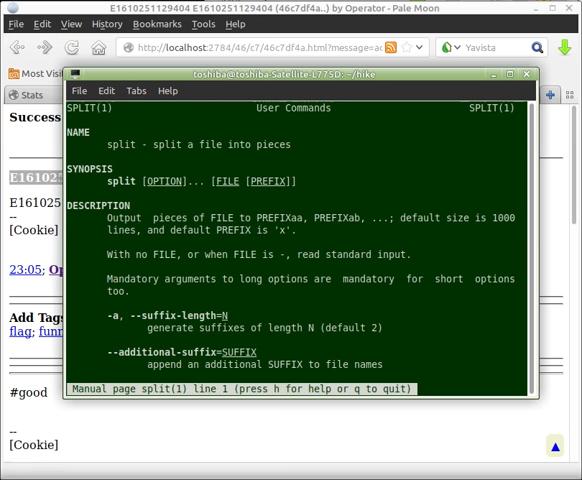 E1610251129404 E1610251129404 (46c7df4a..) by Operator - Pale Moon
File Edit View History Bookmarks Tools Help
http://localhost:2784/46/c7/46c7df4a.html?message=ac
Yavista
Most Visi
Stats
toshiba@toshiba-Satellite-L775D: ~/hike
File Edit Tabs Help
SPLIT(1) User Commands SPLIT(1)
NAME
split - split a file into pieces
SYNOPSIS
split [OPTION]... [FILE [PREFIX]]
DESCRIPTION
Output pieces of FILE to PREFIXaa, PREFIXab, ...; default size is 1000
lines, and default PREFIX is 'x'.
With no FILE, or when FILE is -, read standard input.
Mandatory arguments to long options are mandatory for short options
too.
-a, --suffix-length=N
generate suffixes of length N (default 2)
--additional-suffix=SUFFIX
append an additional SUFFIX to file names
Manual page split(1) line 1 (press h for help or q to quit)
Success
E161025
E161025
--
[Cookie]
23:05; Op
Add Tags
flag; funn
#good
--
[Cookie]